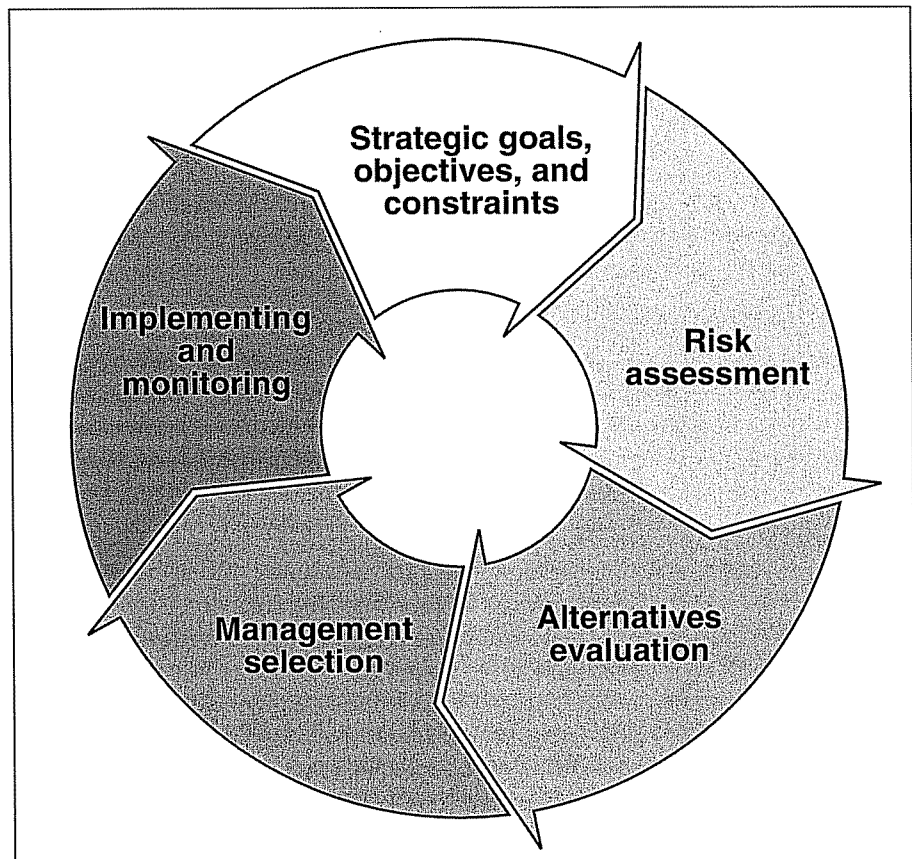 Strategic goals,
objectives, and
constraints
Risk
assessment
Alternatives
evaluation
Management
selection
Implementing
and
monitoring